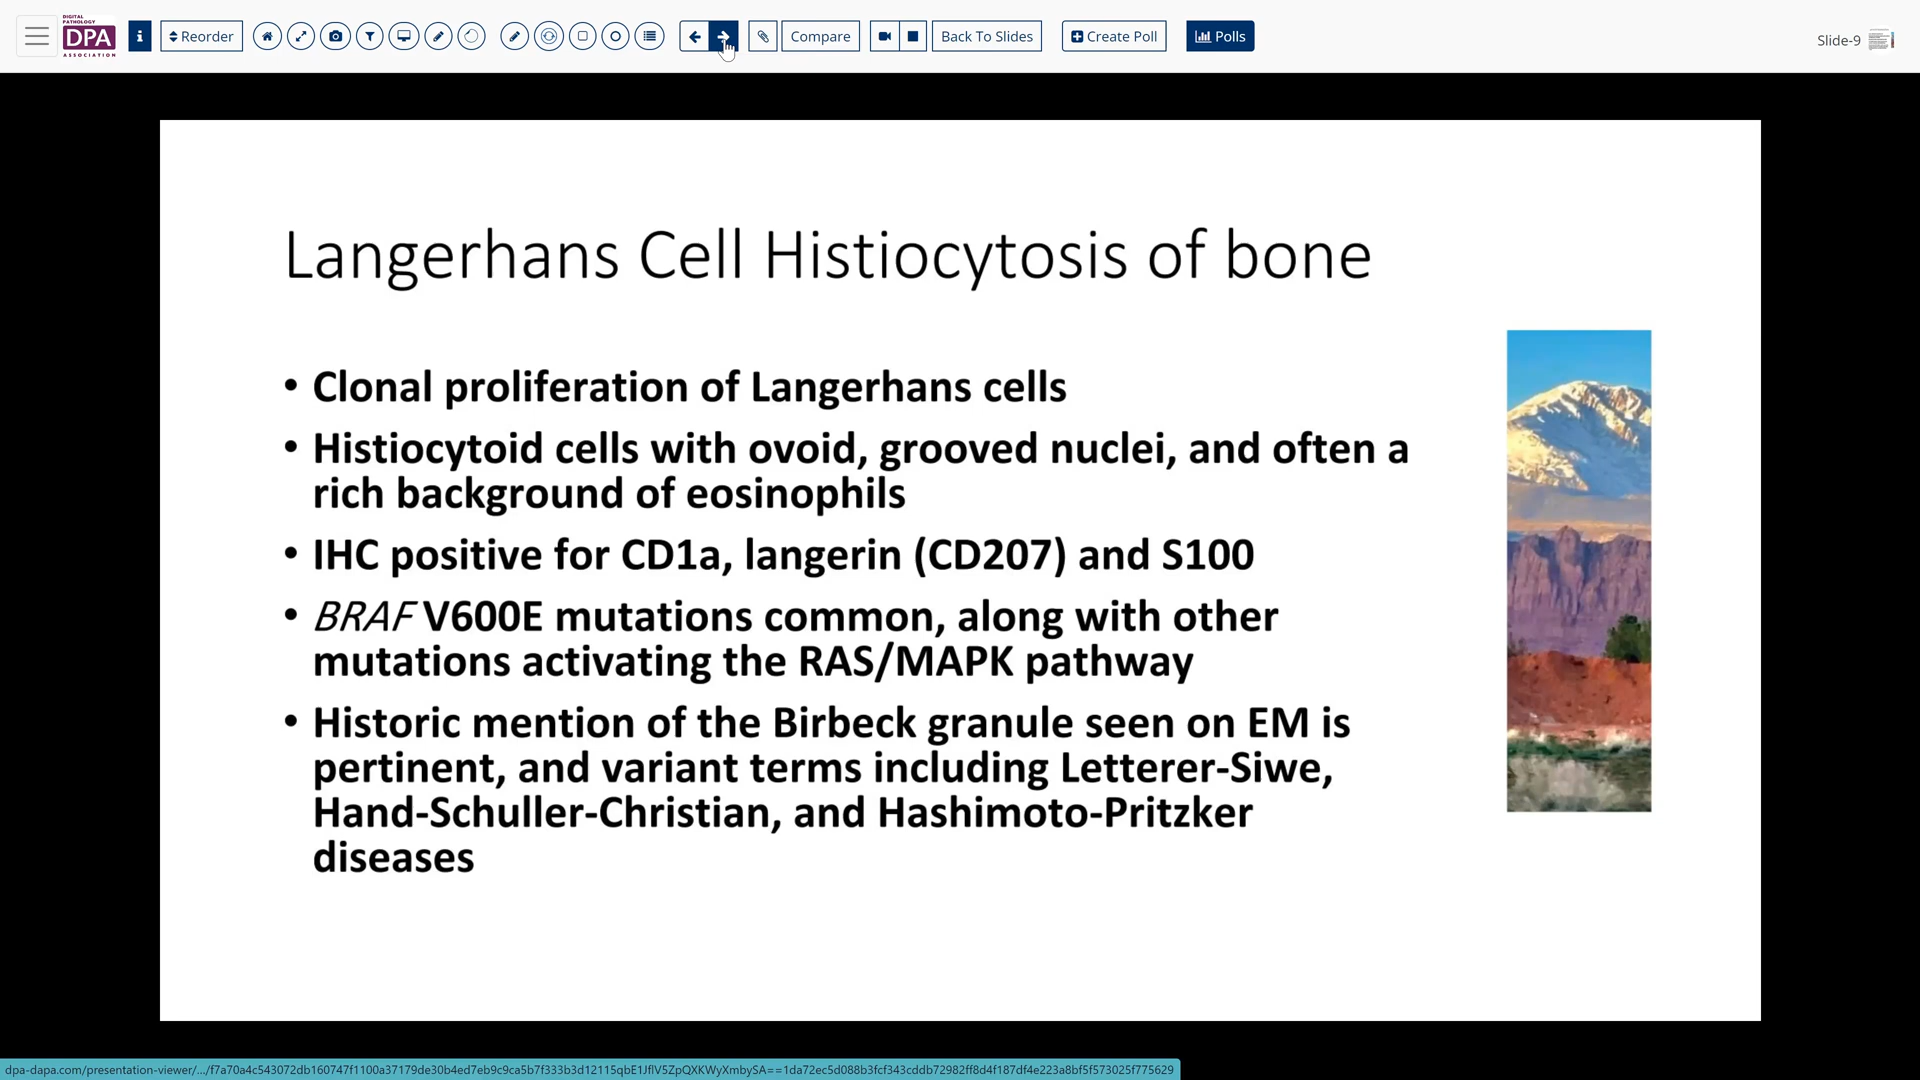 DIGITAL PATHOLOGY
DPA
ASSOCIATION
i
Reorder
Compare
Back To Slides
Create Poll
Polls
Slide-9
Langerhans Cell Histiocytosis of bone
• Clonal proliferation of Langerhans cells
• Histiocytoid cells with ovoid, grooved nuclei, and often a
rich background of eosinophils
• IHC positive for CD1a, langerin (CD207) and S100
• BRAF V600E mutations common, along with other
mutations activating the RAS/MAPK pathway
• Historic mention of the Birbeck granule seen on EM is
pertinent, and variant terms including Letterer-Siwe,
Hand-Schuller-Christian, and Hashimoto-Pritzker
diseases